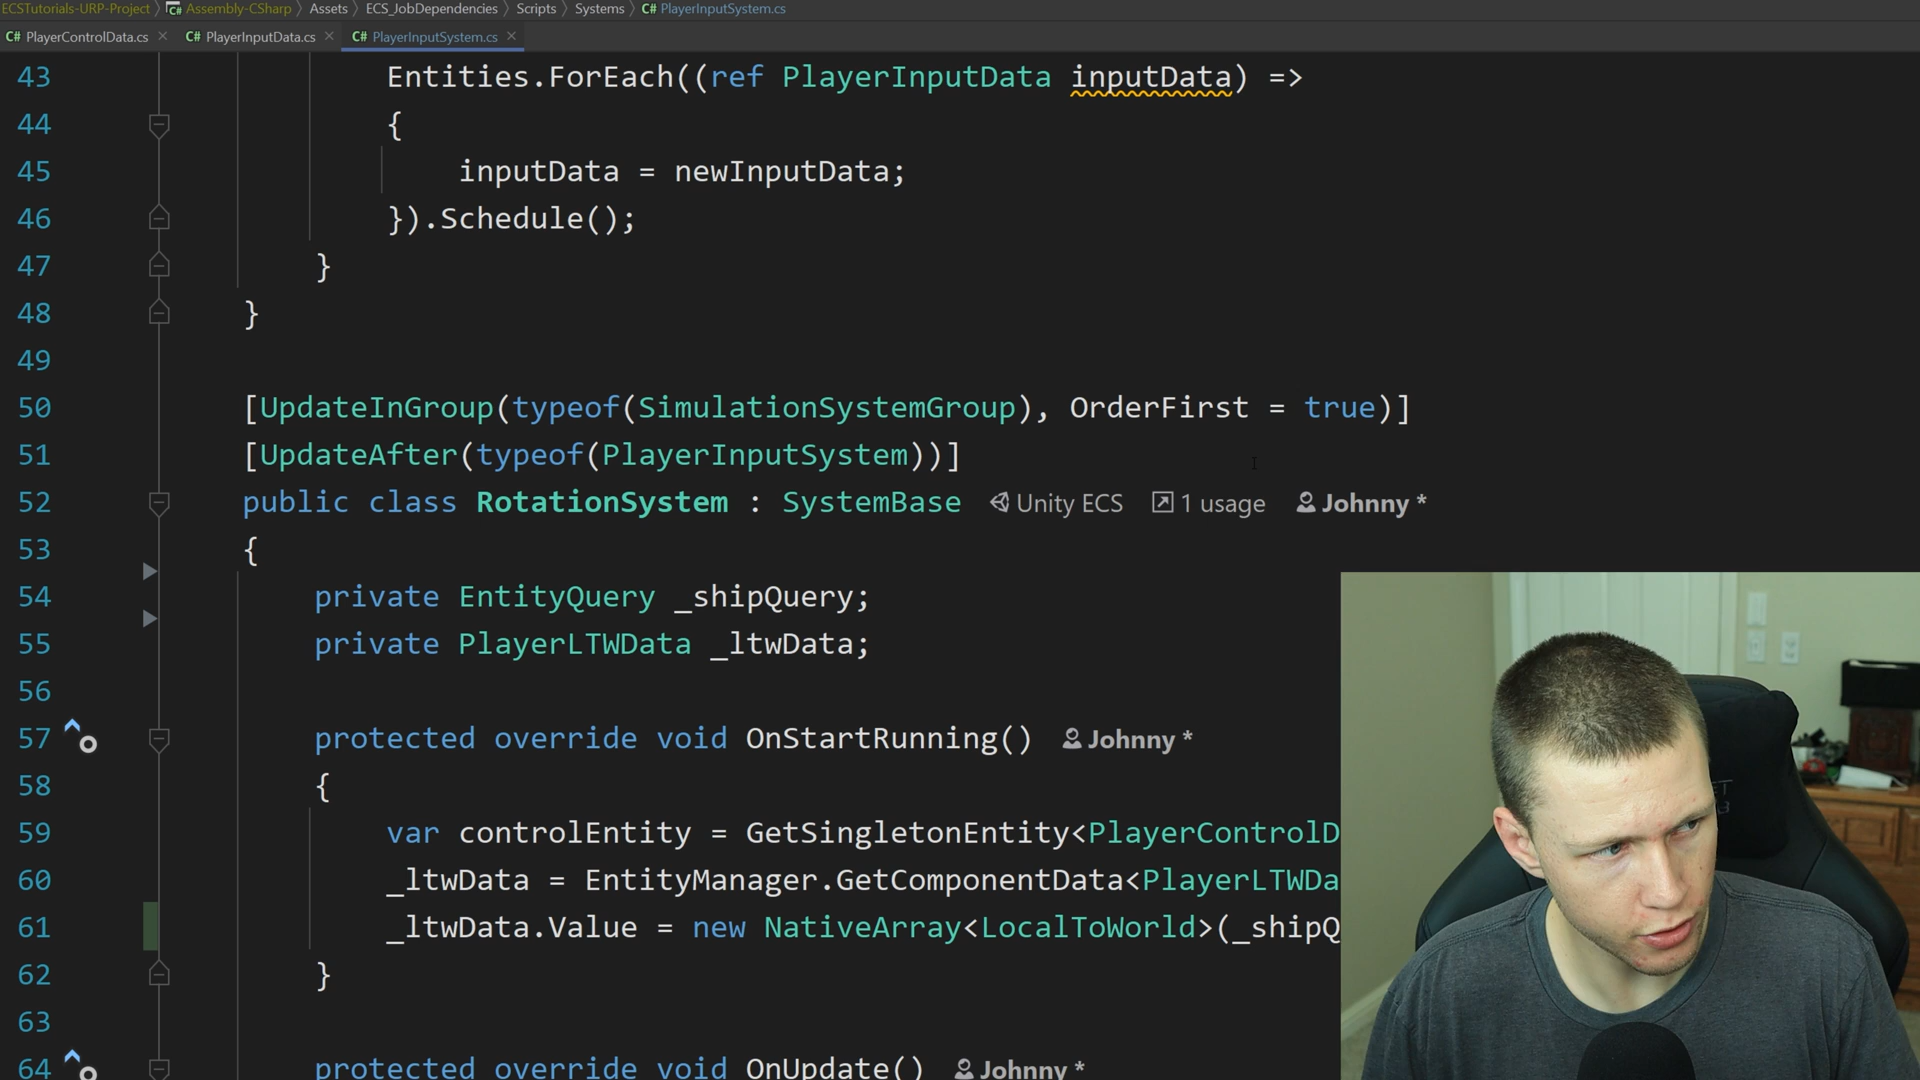 ECSTutorials-URP-Project > Assembly-CSharp > Assets > ECS_JobDependencies > Scripts > Systems > C# PlayerInputSystem.cs
C# PlayerControlData.cs × C# PlayerInputData.cs × C# PlayerInputSystem.cs ×
43 Entities.ForEach((ref PlayerInputData inputData) =>
44 {
45 inputData = newInputData;
46 }).Schedule();
47 }
48 }
49
50 [UpdateInGroup(typeof(SimulationSystemGroup), OrderFirst = true)]
51 [UpdateAfter(typeof(PlayerInputSystem))]
52 public class RotationSystem : SystemBase Unity ECS 1 usage Johnny *
53 {
54 private EntityQuery _shipQuery;
55 private PlayerLTWData _ltwData;
56
57 protected override void OnStartRunning() Johnny *
58 {
59 var controlEntity = GetSingletonEntity<PlayerControlD
60 _ltwData = EntityManager.GetComponentData<PlayerLTWDa
61 _ltwData.Value = new NativeArray<LocalToWorld>(_shipQ
62 }
63
64 protected override void OnUpdate() Johnny *